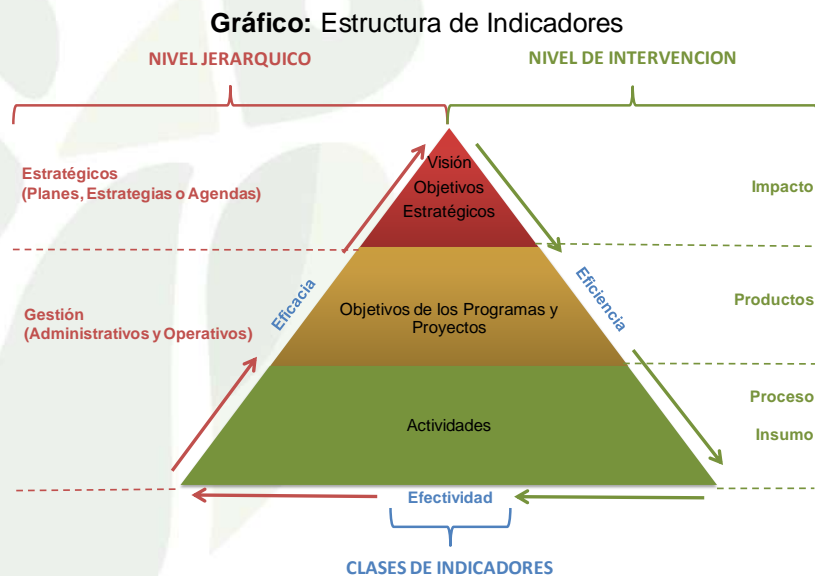 Gráfico: Estructura de Indicadores
NIVEL JERARQUICO
NIVEL DE INTERVENCION
Estratégicos
(Planes, Estrategias o Agendas)
Visión
Objetivos
Estratégicos
Impacto
Gestión
(Administrativos y Operativos)
Eficacia
Objetivos de los Programas y
Proyectos
Eficiencia
Productos
Actividades
Proceso
Insumo
Efectividad
CLASES DE INDICADORES